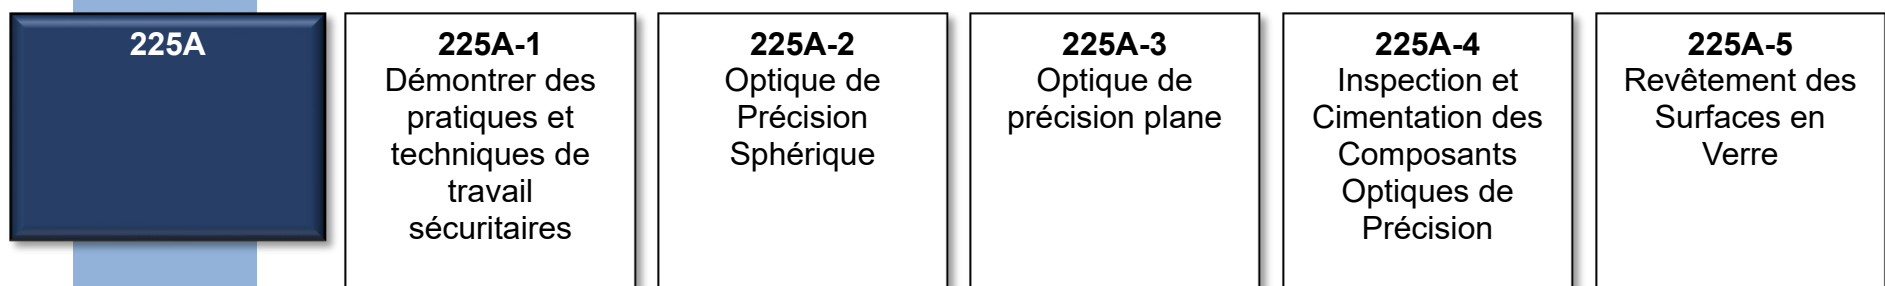 225A
225A-1
Démontrer des
pratiques et
techniques de
travail
sécuritaires
225A-2
Optique de
Précision
Sphérique
225A-3
Optique de
précision plane
225A-4
Inspection et
Cimentation des
Composants
Optiques de
Précision
225A-5
Revêtement des
Surfaces en
Verre